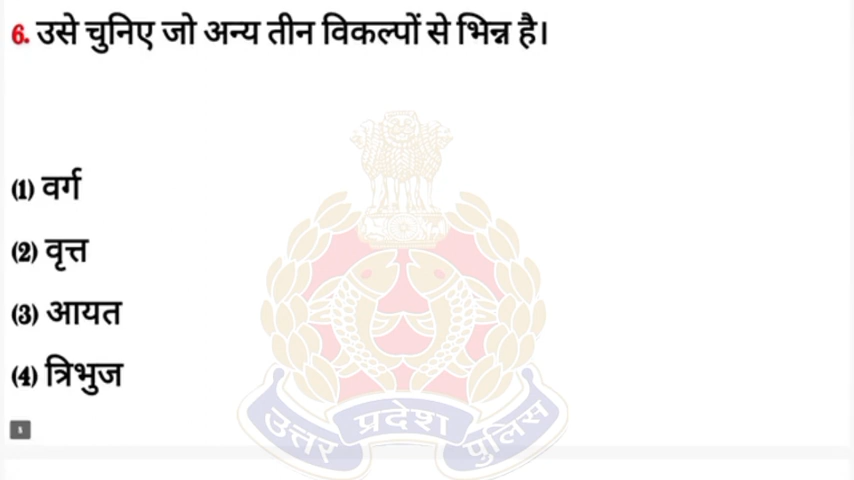 6. उसे चुनिए जो अन्य तीन विकल्पों से भिन्न है।
(1) वर्ग
(2) वृत्त
(3) आयत
(4) त्रिभुज
उत्तर प्रदेश पुलिस